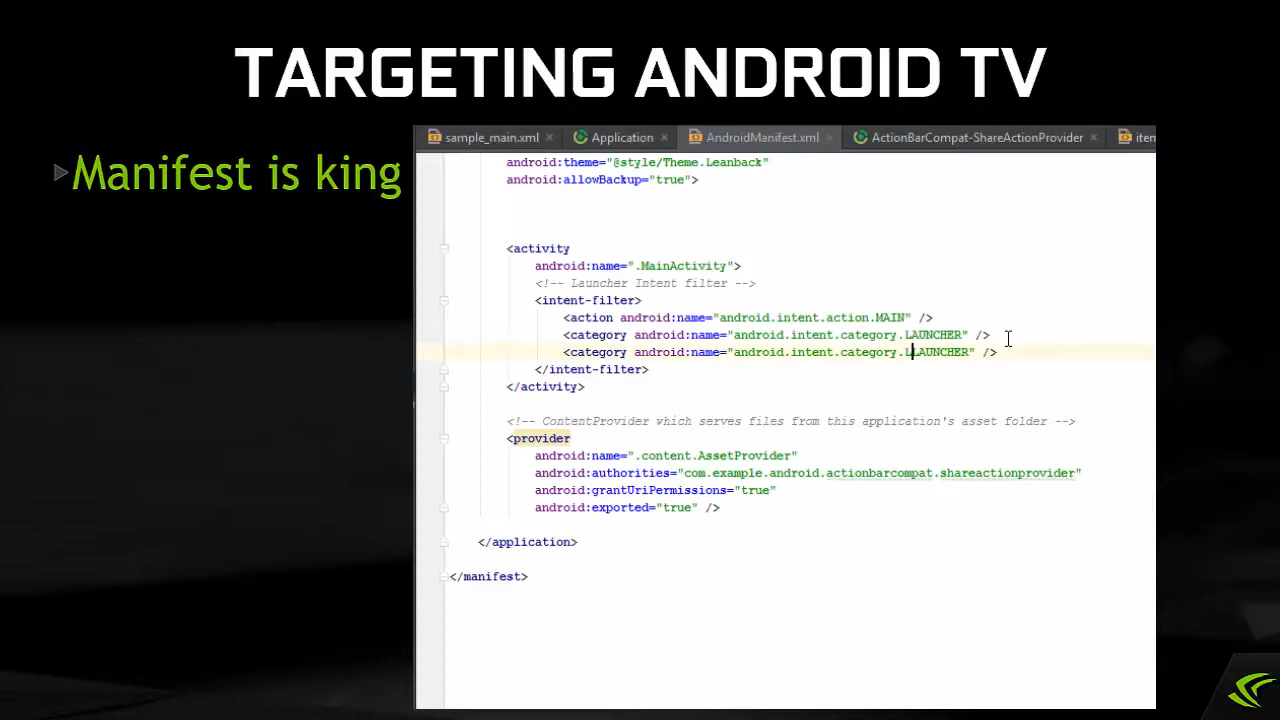 TARGETING ANDROID TV
Manifest is king
sample_main.xml
Application
AndroidManifest.xml
ActionBarCompat-ShareActionProvider
item
android:theme="@style/Theme.Leanback"
android:allowBackup="true">
<activity
android:name=".MainActivity">
<!-- Launcher Intent filter -->
<intent-filter>
<action android:name="android.intent.action.MAIN" />
<category android:name="android.intent.category.LAUNCHER" />
<category android:name="android.intent.category.LLAUNCHER" />
</intent-filter>
</activity>
<!-- ContentProvider which serves files from this application's asset folder -->
<provider
android:name=".content.AssetProvider"
android:authorities="com.example.android.actionbarcompat.shareactionprovider"
android:grantUriPermissions="true"
android:exported="true" />
</application>
</manifest>